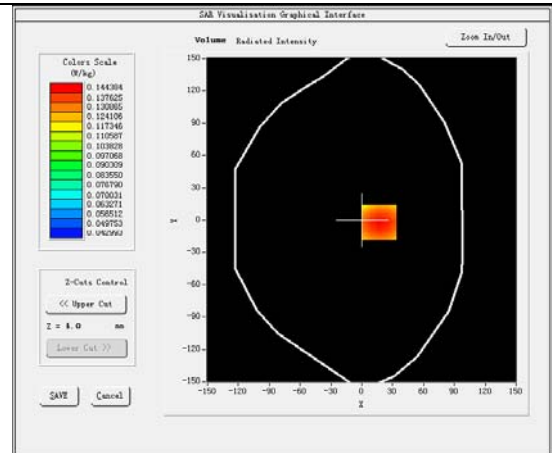 SAR Visualisation Graphical Interface
Volume Radiated Intensity
Zoom In/Out
Colors Scale
(W/kg)
0.144384
0.137625
0.130865
0.124106
0.117346
0.110587
0.103828
0.097068
0.090309
0.083550
0.076790
0.070031
0.063271
0.056512
0.049753
0.042993
Z-Cuts Control
<< Upper Cut
Z = 4.0 mm
Lower Cut >>
SAVE
Cancel
150
120
90
60
30
0
-30
-60
-90
-120
-150
Y
-150 -120 -90 -60 -30 0 30 60 90 120 150
X